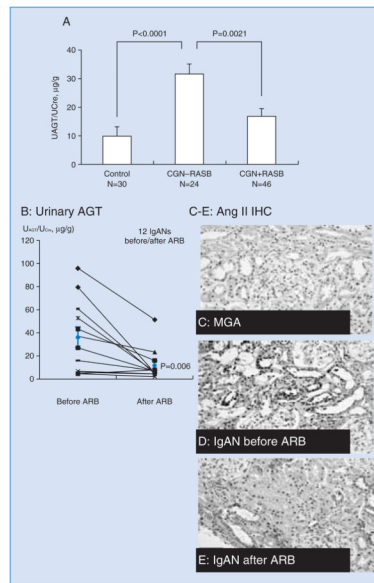 A
P<0.0001
P=0.0021
UAGT/UCre, μg/g
40
30
20
10
0
Control
N=30
CGN−RASB
N=24
CGN+RASB
N=46
B: Urinary AGT
UAGT/UCre, μg/g
12 IgANs
before/after ARB
120
100
80
60
40
20
0
P=0.006
Before ARB
After ARB
C-E: Ang II IHC
C: MGA
D: IgAN before ARB
E: IgAN after ARB